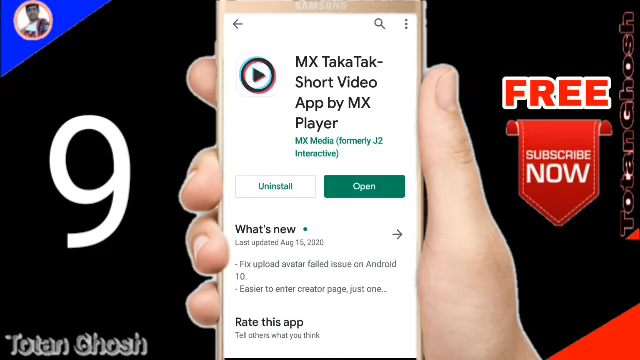 SAMSUNG
MX TakaTak-
Short Video
App by MX
Player
MX Media (formerly J2
Interactive)
Uninstall
Open
What's new
Last updated Aug 15, 2020
- Fix upload avatar failed issue on Android
10.
- Easier to enter creator page, just one...
Rate this app
Tell others what you think
9
FREE
SUBSCRIBE
NOW
Totan Ghosh
Totan Ghosh